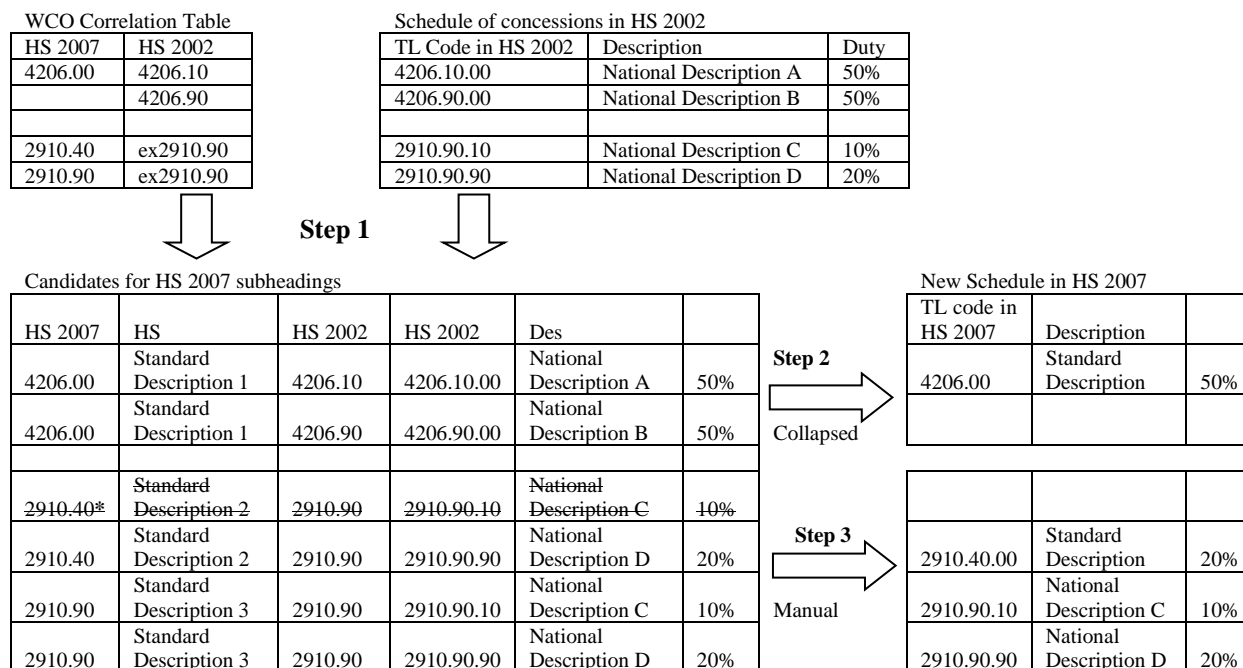 WCO Correlation Table
HS 2007 HS 2002
4206.00 4206.10
4206.90
2910.40 ex2910.90
2910.90 ex2910.90
Schedule of concessions in HS 2002
TL Code in HS 2002 Description Duty
4206.10.00 National Description A 50%
4206.90.00 National Description B 50%
2910.90.10 National Description C 10%
2910.90.90 National Description D 20%
Step 1
Candidates for HS 2007 subheadings
HS 2007 HS HS 2002 HS 2002 Des
Standard National
4206.00 Description 1 4206.10 4206.10.00 Description A 50%
Standard National
4206.00 Description 1 4206.90 4206.90.00 Description B 50%
Standard National
2910.40* Description 2 2910.90 2910.90.10 Description C 10%
Standard National
2910.40 Description 2 2910.90 2910.90.90 Description D 20%
Standard National
2910.90 Description 3 2910.90 2910.90.10 Description C 10%
Standard National
2910.90 Description 3 2910.90 2910.90.90 Description D 20%
Step 2
Collapsed
Step 3
Manual
New Schedule in HS 2007
TL code in
HS 2007 Description
Standard
4206.00 Description 50%
Standard
2910.40.00 Description 20%
National
2910.90.10 Description C 10%
National
2910.90.90 Description D 20%